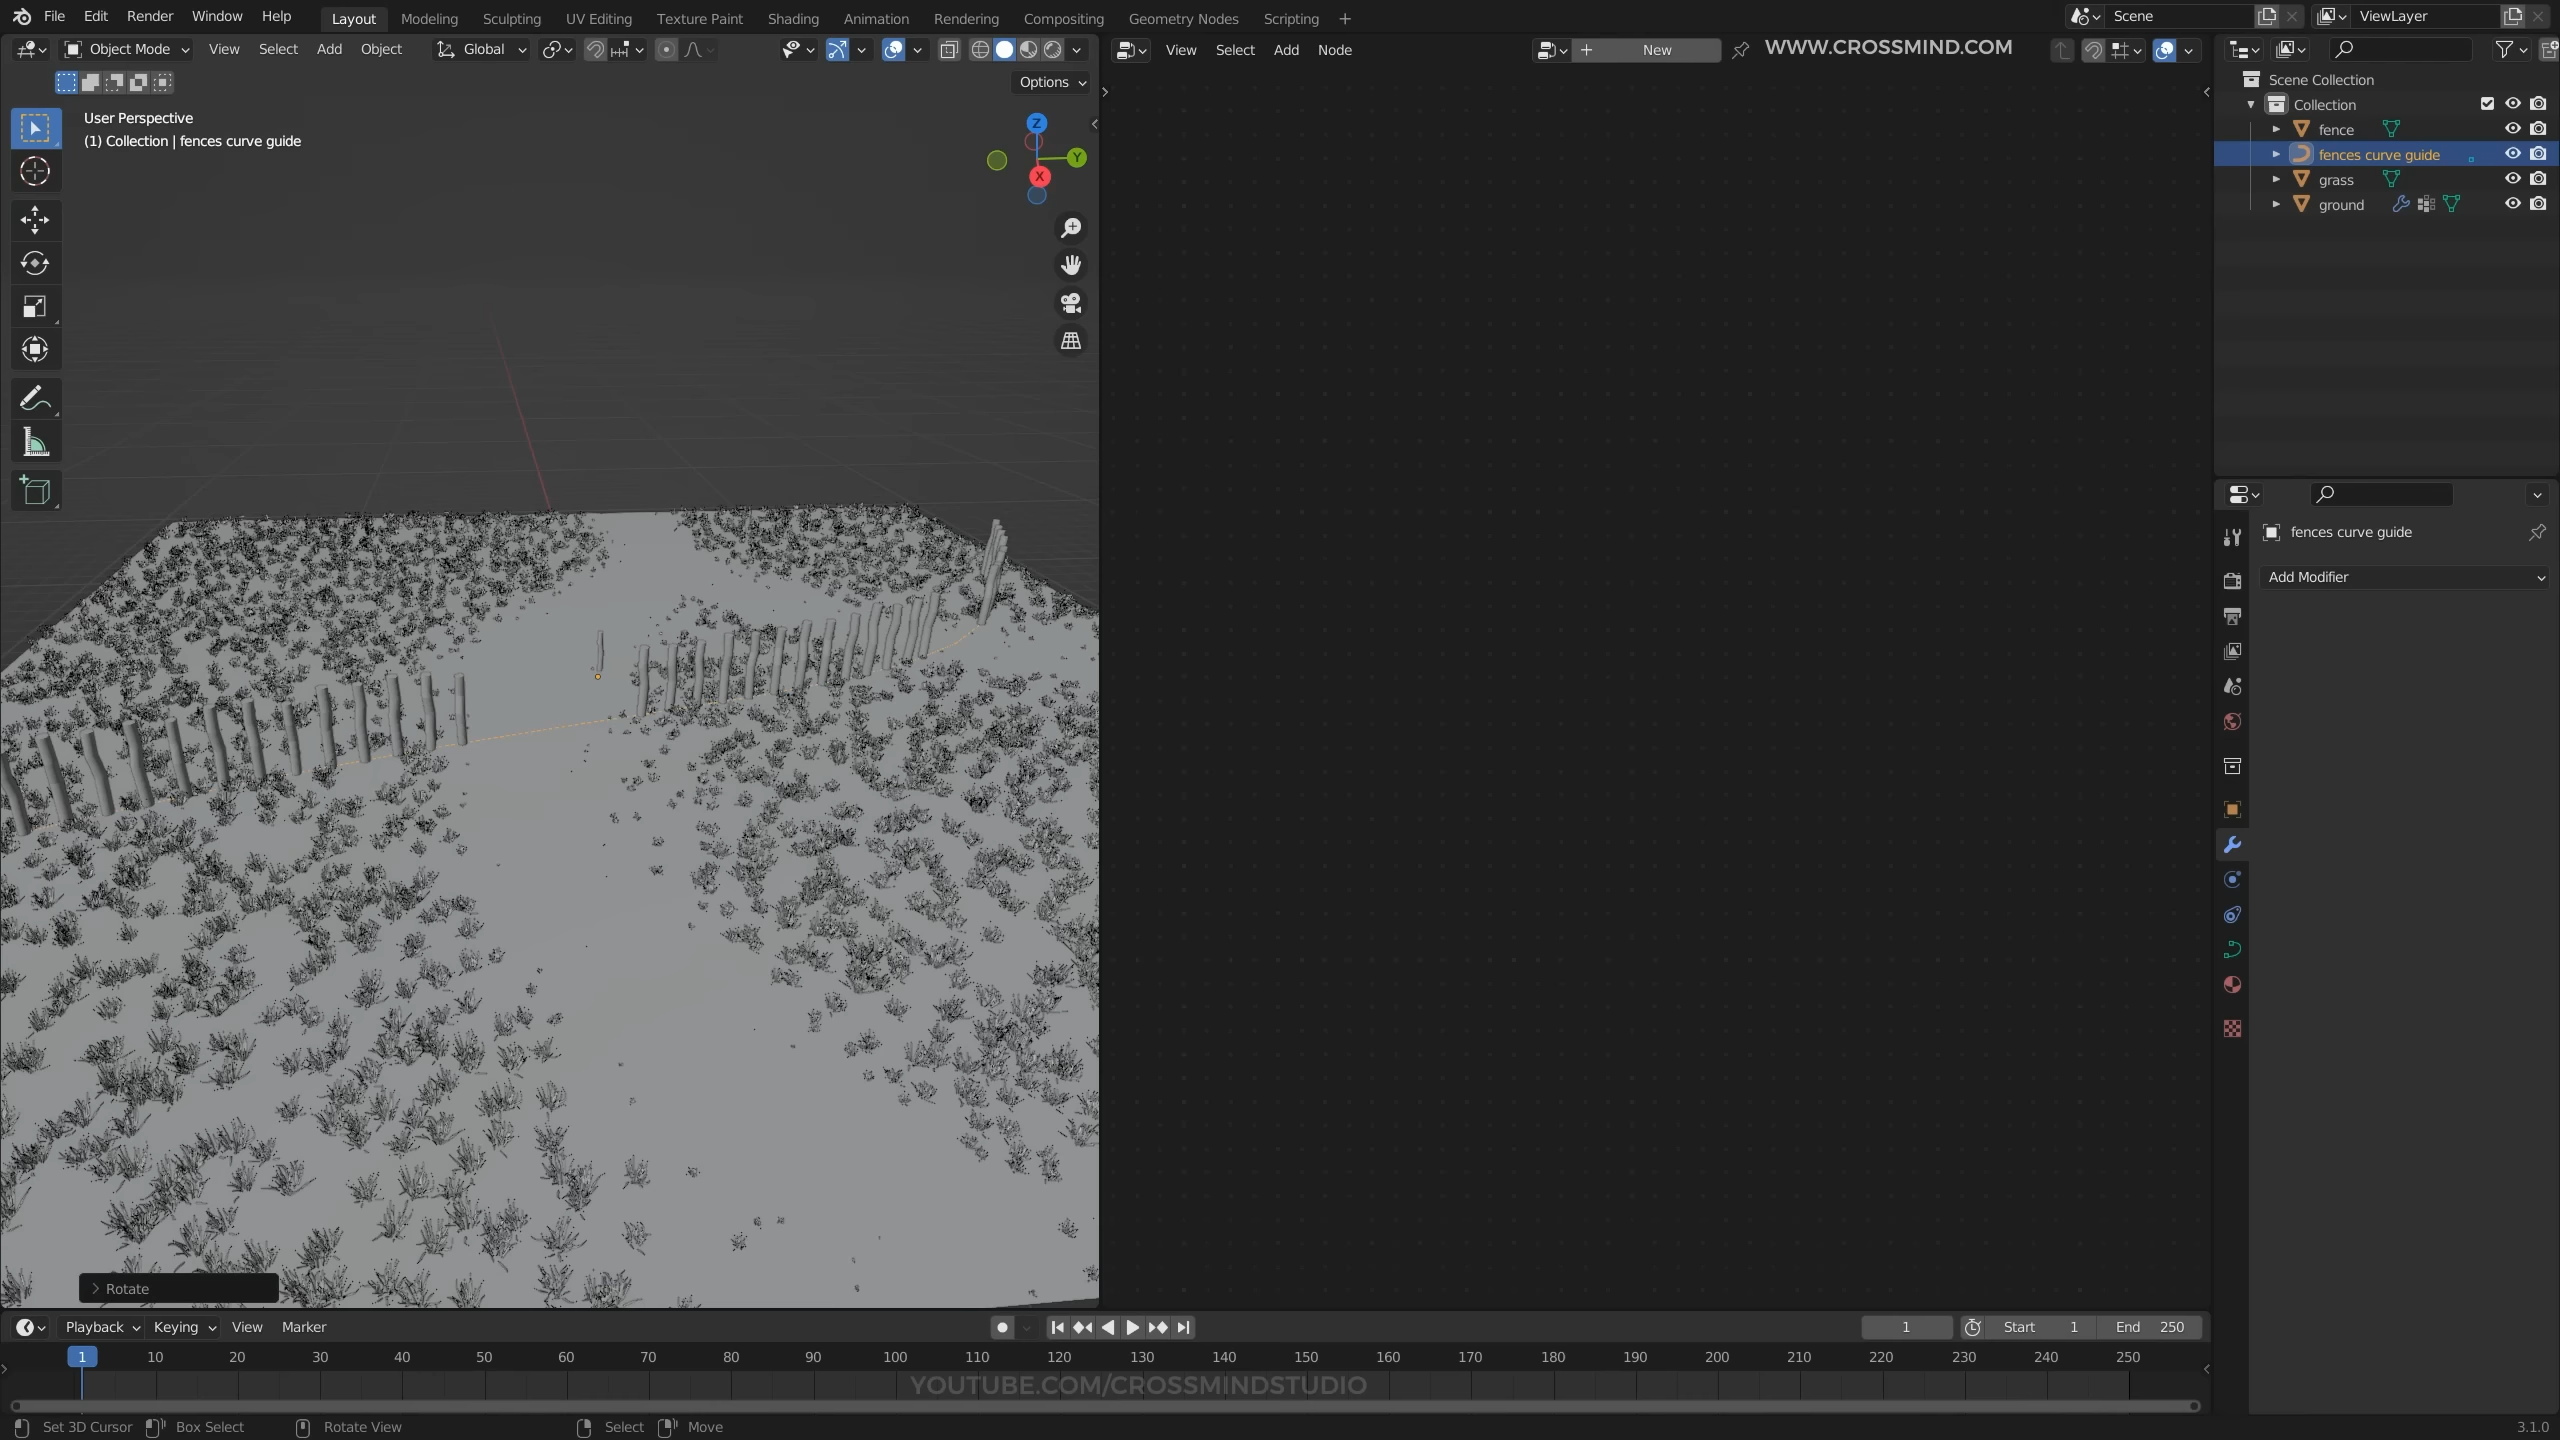 File Edit Render Window Help Layout Modeling Sculpting UV Editing Texture Paint Shading Animation Rendering Compositing Geometry Nodes Scripting + Scene ViewLayer
Object Mode View Select Add Object Global View Select Add Node + New WWW.CROSSMIND.COM
Options
User Perspective
(1) Collection | fences curve guide
Z
Y
X
Scene Collection
Collection
fence
fences curve guide
grass
ground
fences curve guide
Add Modifier
Rotate
Playback Keying View Marker 1 Start 1 End 250
1 10 20 30 40 50 60 70 80 90 100 110 120 130 140 150 160 170 180 190 200 210 220 230 240 250
YOUTUBE.COM/CROSSMINDSTUDIO
Set 3D Cursor Box Select Rotate View Select Move 3.1.0